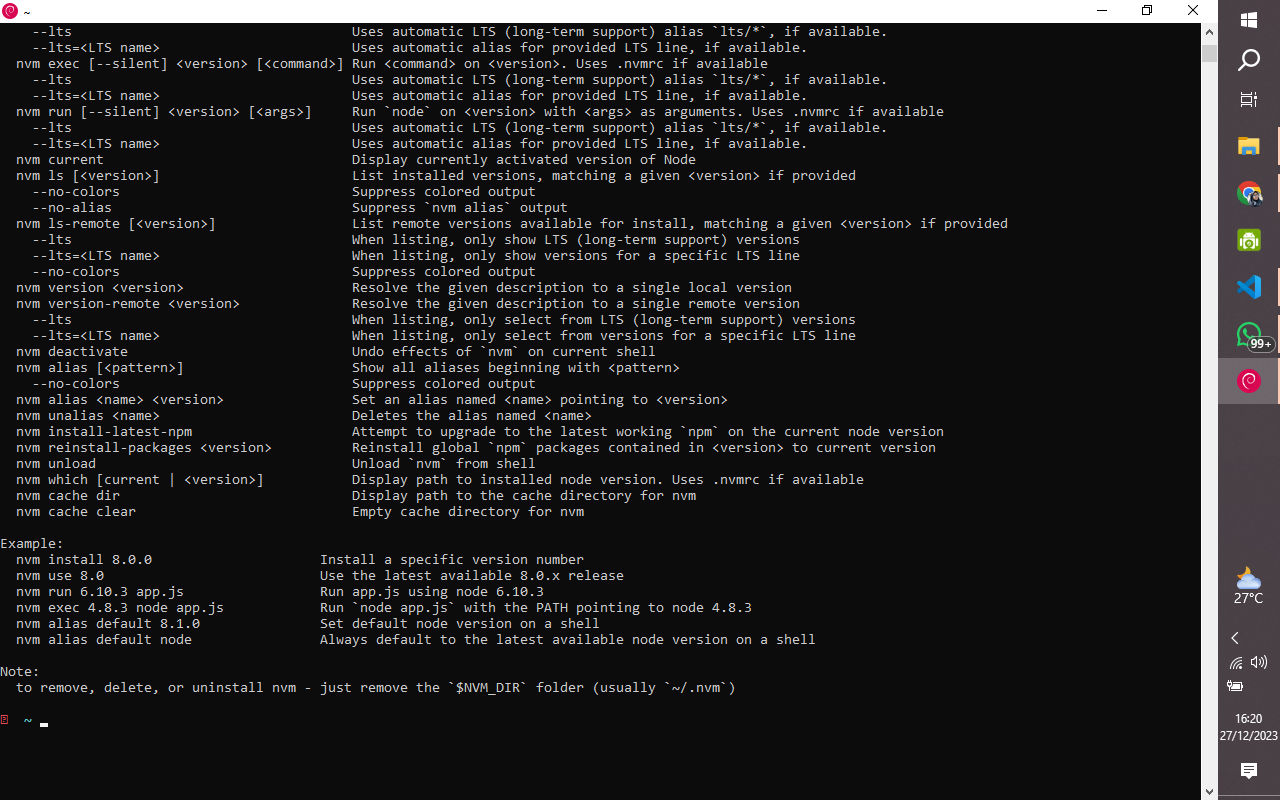 ~
    --lts                                   Uses automatic LTS (long-term support) alias `lts/*`, if available.
    --lts=<LTS name>                        Uses automatic alias for provided LTS line, if available.
  nvm exec [--silent] <version> [<command>] Run <command> on <version>. Uses .nvmrc if available
    --lts                                   Uses automatic LTS (long-term support) alias `lts/*`, if available.
    --lts=<LTS name>                        Uses automatic alias for provided LTS line, if available.
  nvm run [--silent] <version> [<args>]     Run `node` on <version> with <args> as arguments. Uses .nvmrc if available
    --lts                                   Uses automatic LTS (long-term support) alias `lts/*`, if available.
    --lts=<LTS name>                        Uses automatic alias for provided LTS line, if available.
  nvm current                               Display currently activated version of Node
  nvm ls [<version>]                        List installed versions, matching a given <version> if provided
    --no-colors                             Suppress colored output
    --no-alias                              Suppress `nvm alias` output
  nvm ls-remote [<version>]                 List remote versions available for install, matching a given <version> if provided
    --lts                                   When listing, only show LTS (long-term support) versions
    --lts=<LTS name>                        When listing, only show versions for a specific LTS line
    --no-colors                             Suppress colored output
  nvm version <version>                     Resolve the given description to a single local version
  nvm version-remote <version>              Resolve the given description to a single remote version
    --lts                                   When listing, only select from LTS (long-term support) versions
    --lts=<LTS name>                        When listing, only select from versions for a specific LTS line
  nvm deactivate                            Undo effects of `nvm` on current shell
  nvm alias [<pattern>]                     Show all aliases beginning with <pattern>
    --no-colors                             Suppress colored output
  nvm alias <name> <version>                Set an alias named <name> pointing to <version>
  nvm unalias <name>                        Deletes the alias named <name>
  nvm install-latest-npm                    Attempt to upgrade to the latest working `npm` on the current node version
  nvm reinstall-packages <version>          Reinstall global `npm` packages contained in <version> to current version
  nvm unload                                Unload `nvm` from shell
  nvm which [current | <version>]           Display path to installed node version. Uses .nvmrc if available
  nvm cache dir                             Display path to the cache directory for nvm
  nvm cache clear                           Empty cache directory for nvm

Example:
  nvm install 8.0.0                     Install a specific version number
  nvm use 8.0                           Use the latest available 8.0.x release
  nvm run 6.10.3 app.js                 Run app.js using node 6.10.3
  nvm exec 4.8.3 node app.js            Run `node app.js` with the PATH pointing to node 4.8.3
  nvm alias default 8.1.0               Set default node version on a shell
  nvm alias default node                Always default to the latest available node version on a shell

Note:
  to remove, delete, or uninstall nvm - just remove the `$NVM_DIR` folder (usually `~/.nvm`)

~
99+
27°C
16:20
27/12/2023